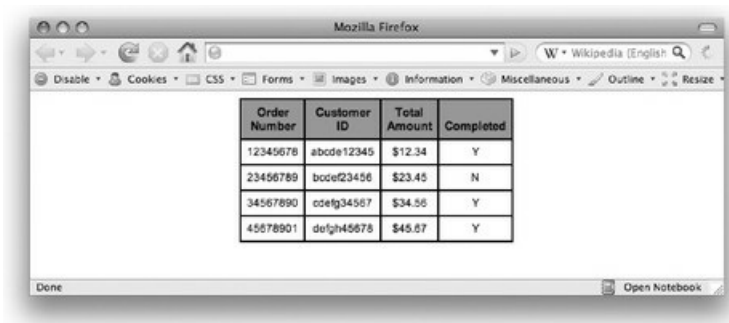 Mozilla Firefox
W Wikipedia (English
Disable Cookies CSS Forms Images Information Miscellaneous Outline Resize
Order Number Customer ID Total Amount Completed
12345678 abcde12345 $12.34 Y
23456789 bcdef23456 $23.45 N
34567890 cdefg34567 $34.56 Y
45678901 defgh45678 $45.67 Y
Done Open Notebook